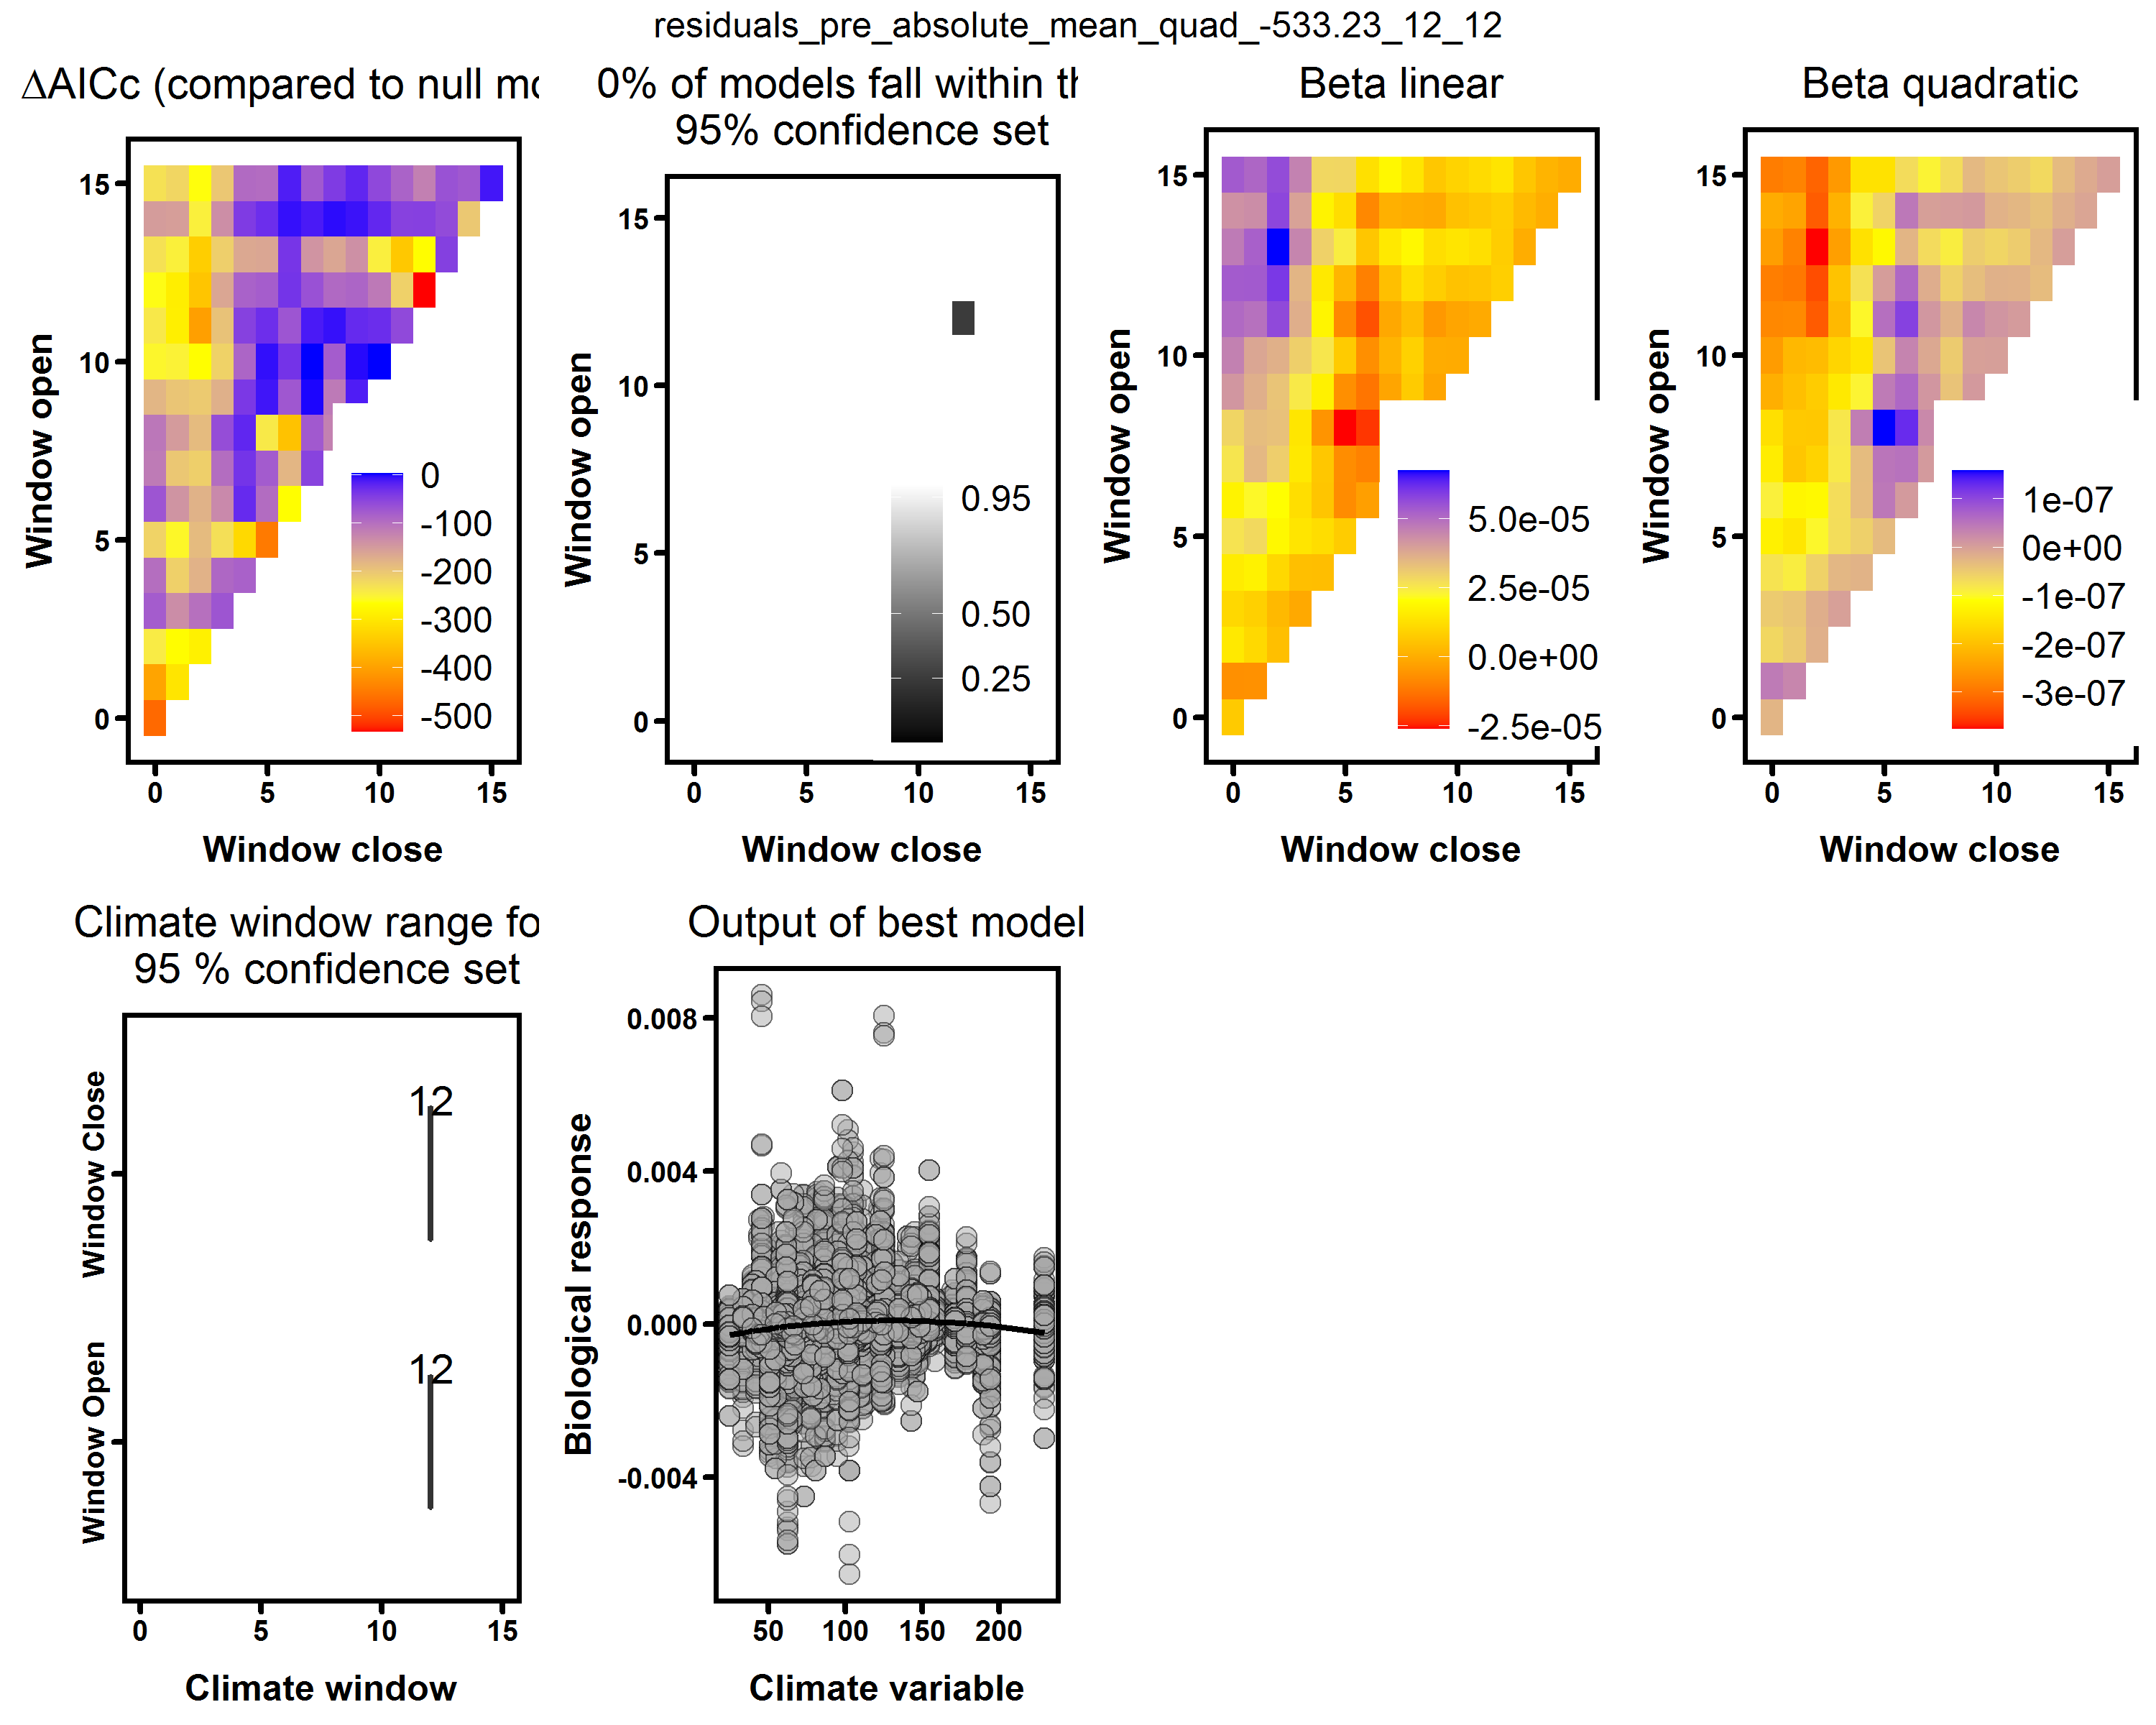 residuals_pre_absolute_mean_quad_-533.23_12_12
ΔAICc (compared to null mo
15
10
5
0
Window open
0
-100
-200
-300
-400
-500
0
5
10
15
Window close
0% of models fall within th
95% confidence set
15
10
5
0
Window open
0.95
0.50
0.25
0
5
10
15
Window close
Beta linear
15
10
5
0
Window open
5.0e-05
2.5e-05
0.0e+00
-2.5e-05
0
5
10
15
Window close
Beta quadratic
15
10
5
0
Window open
1e-07
0e+00
-1e-07
-2e-07
-3e-07
0
5
10
15
Window close
Climate window range fo
95 % confidence set
Window Close
Window Open
12
12
0
5
10
15
Climate window
Output of best model
0.008
0.004
0.000
-0.004
Biological response
50
100
150
200
Climate variable